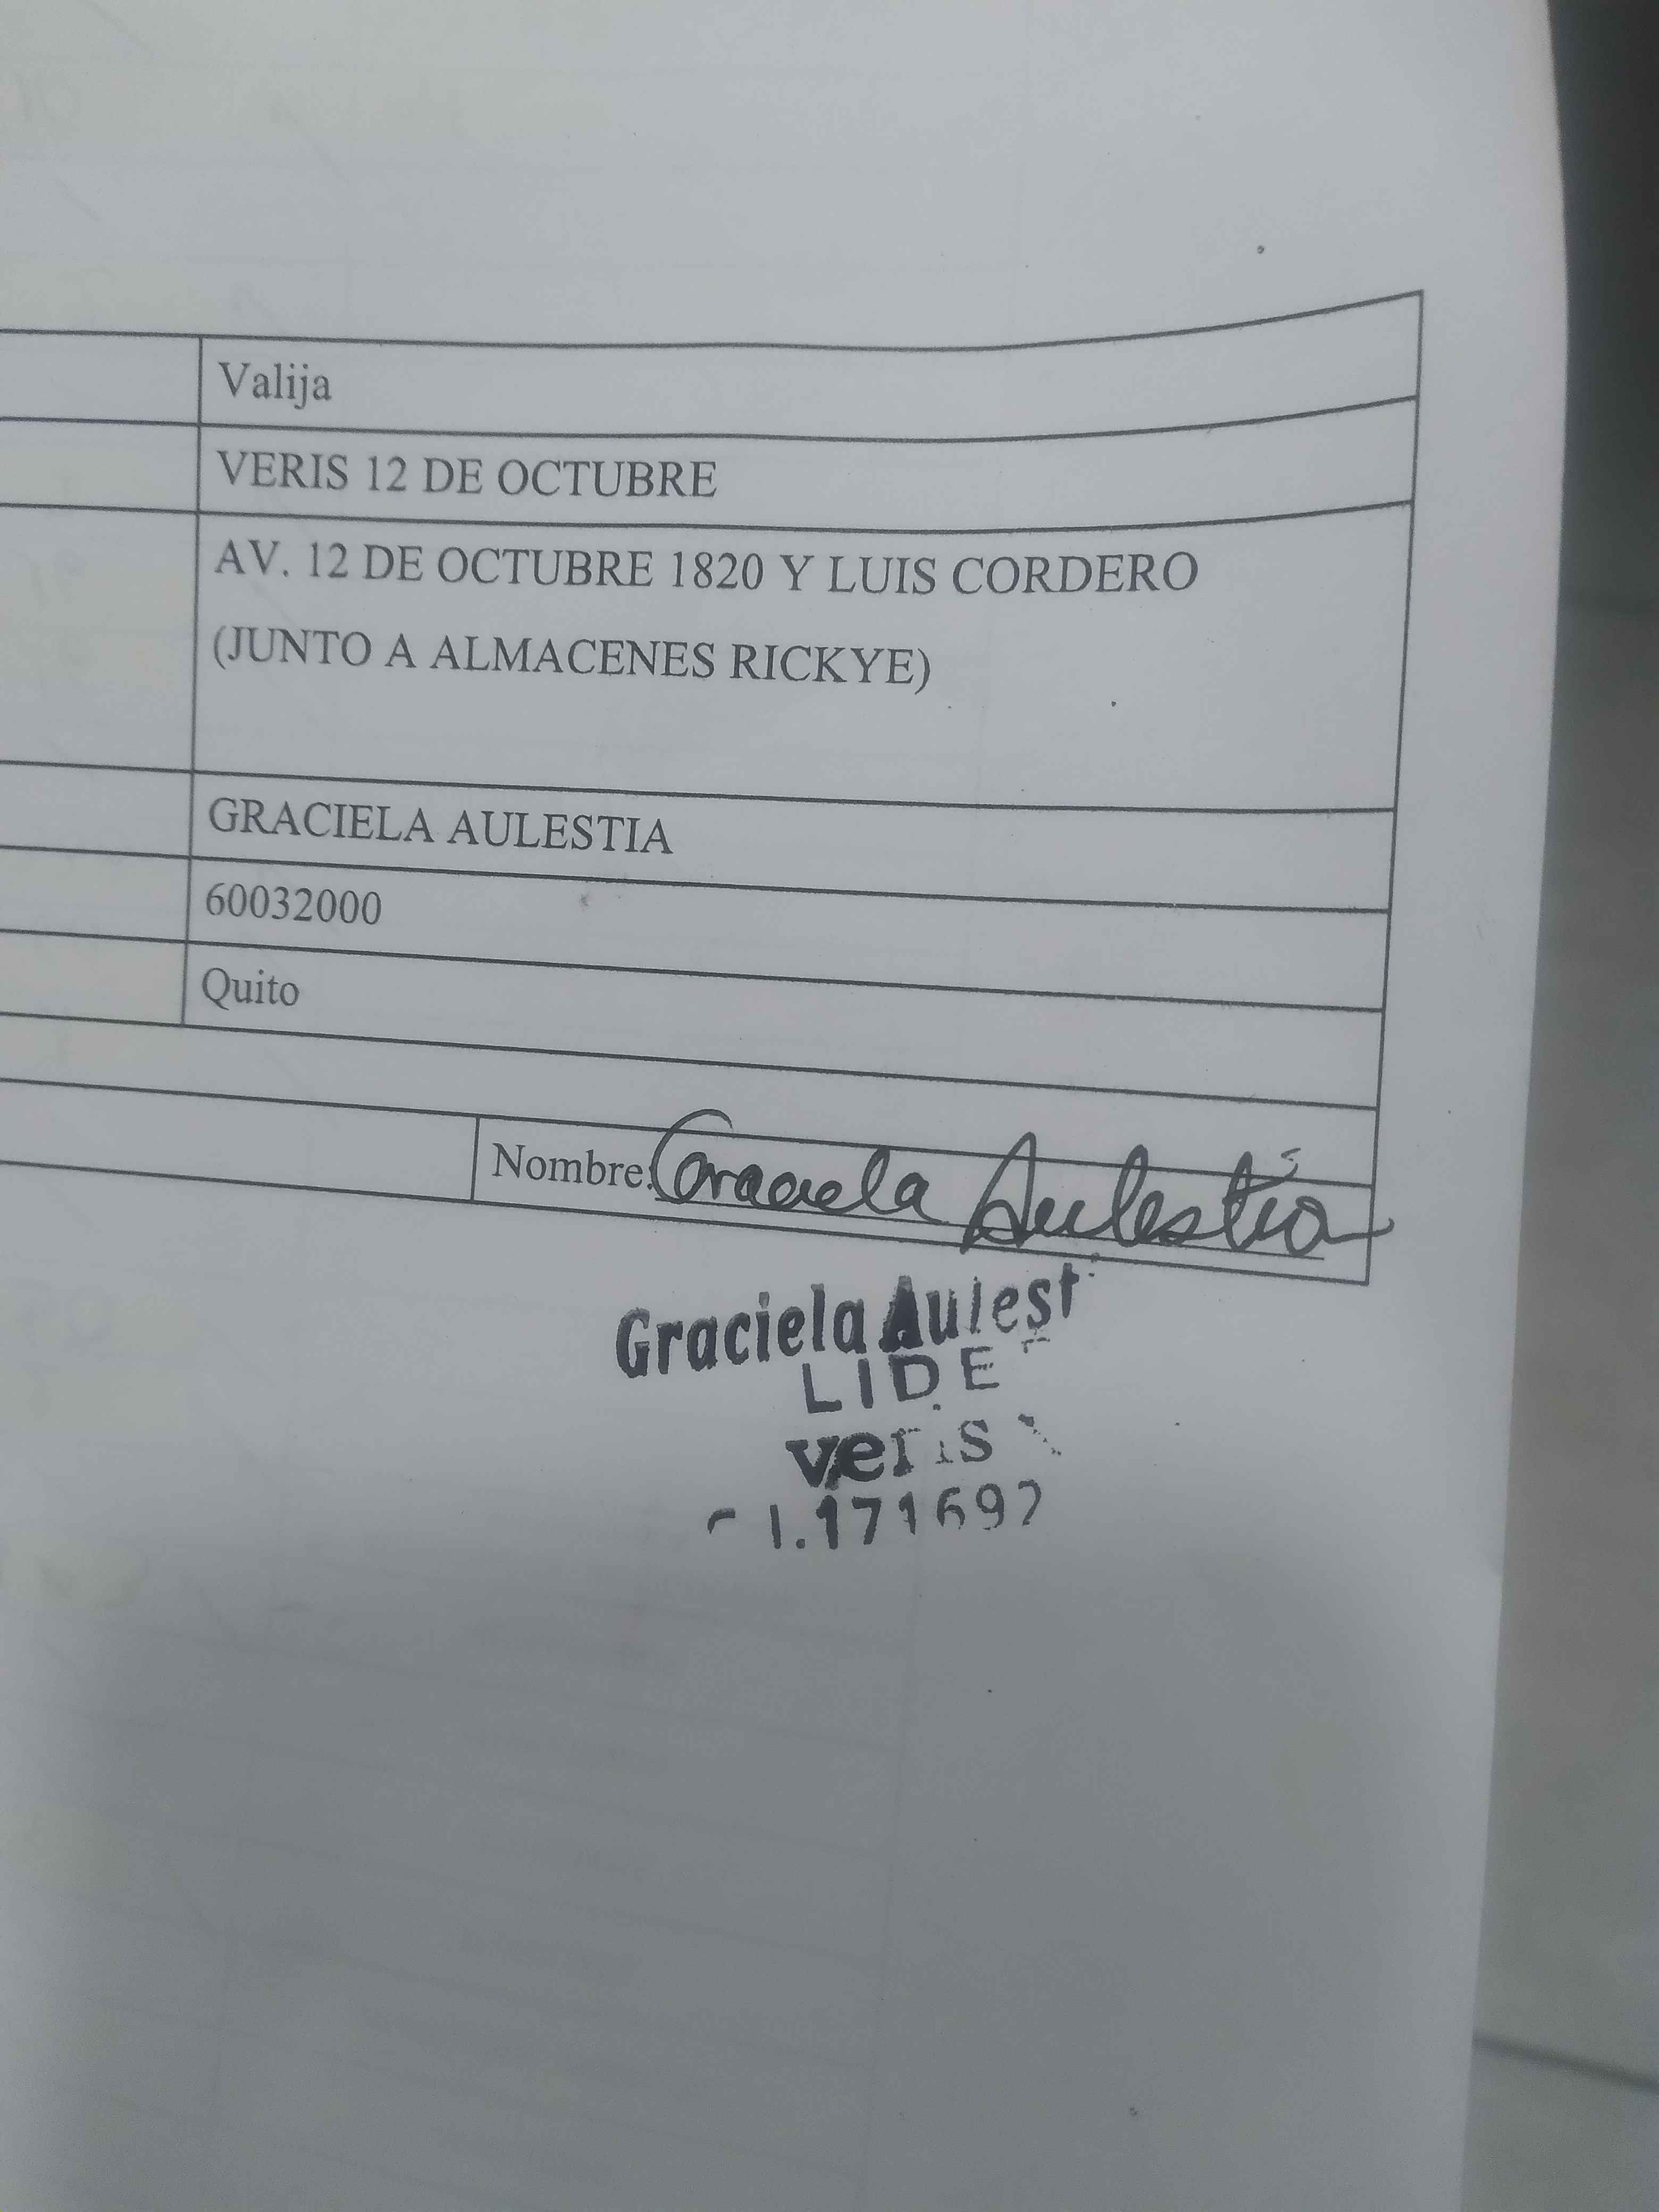 Valija
VERIS 12 DE OCTUBRE
AV. 12 DE OCTUBRE 1820 Y LUIS CORDERO
(JUNTO A ALMACENES RICKYE)
GRACIELA AULESTIA
60032000
Quito
Nombre: Graciela Aulestia
Graciela Aulest
LIDE
veris
I.171692